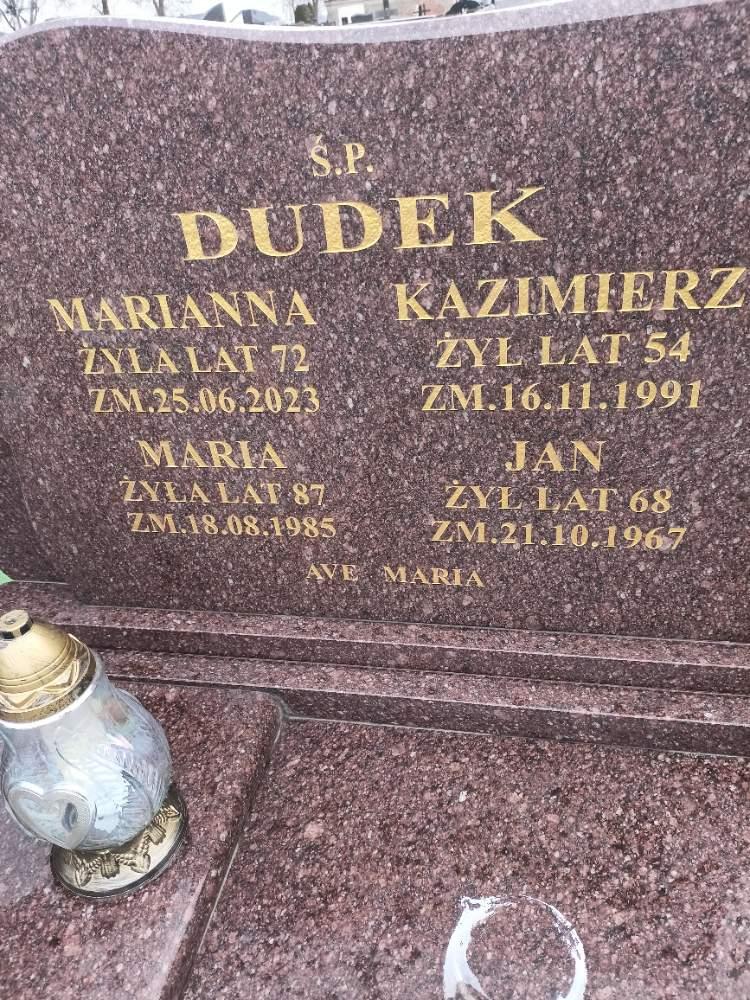 Ś.P.
DUDEK
MARIANNA
ŻYŁA LAT 72
ZM.25.06.2023
KAZIMIERZ
ŻYŁ LAT 54
ZM.16.11.1991
MARIA
ŻYŁA LAT 87
ZM.18.08.1985
JAN
ŻYŁ LAT 68
ZM.21.10.1967
AVE MARIA